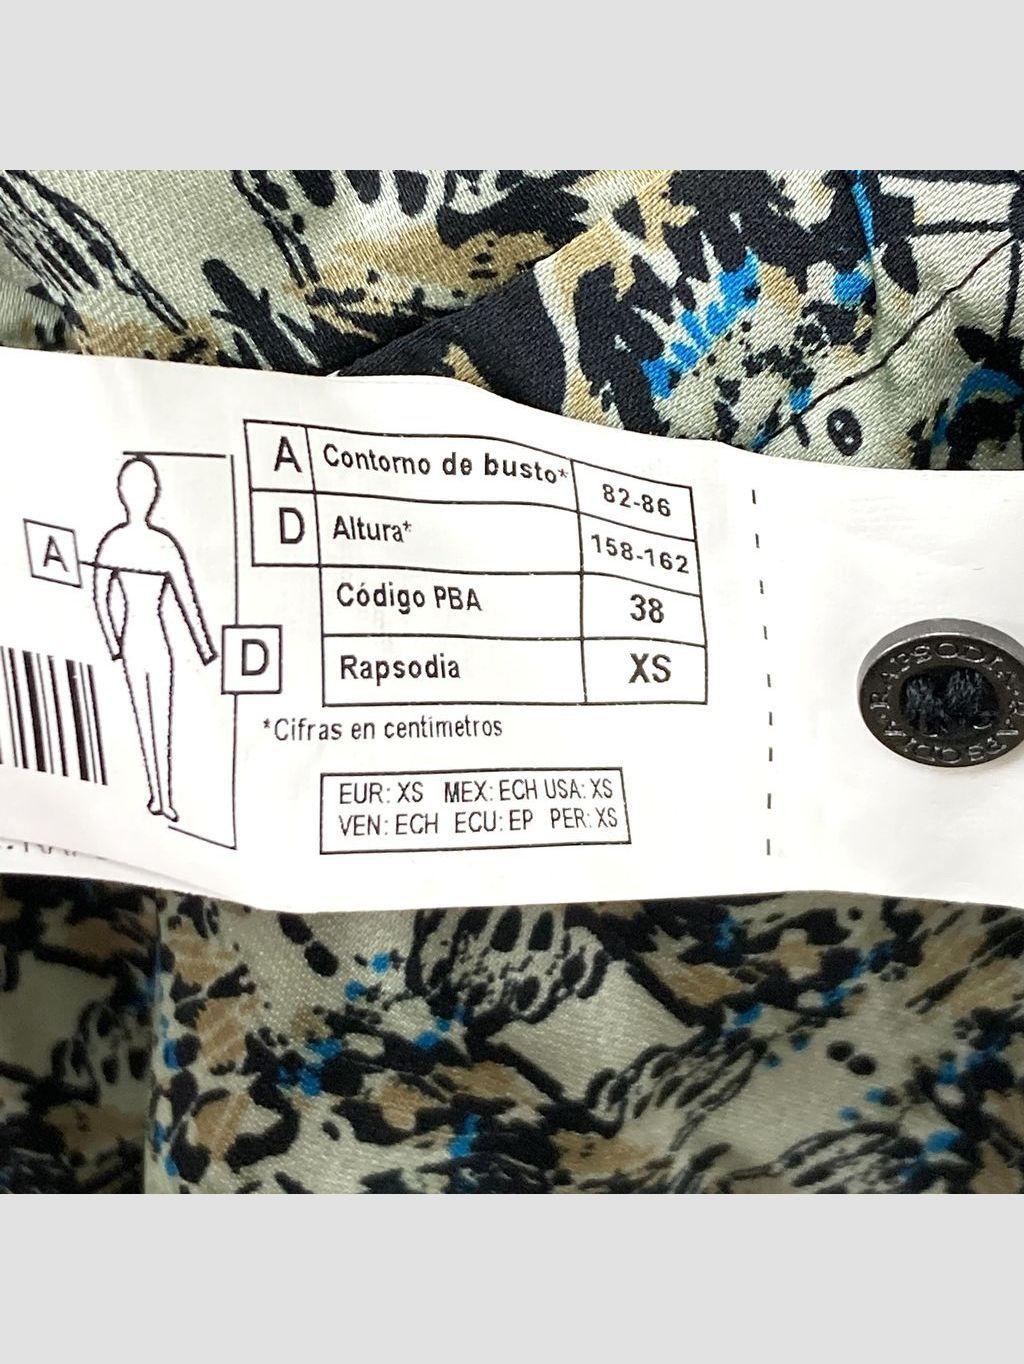 A Contorno de busto* 82-86
D Altura* 158-162
Código PBA 38
Rapsodia XS
A
D
*Cifras en centimetros
EUR: XS MEX: ECH USA: XS
VEN: ECH ECU: EP PER: XS
RAPSODIA